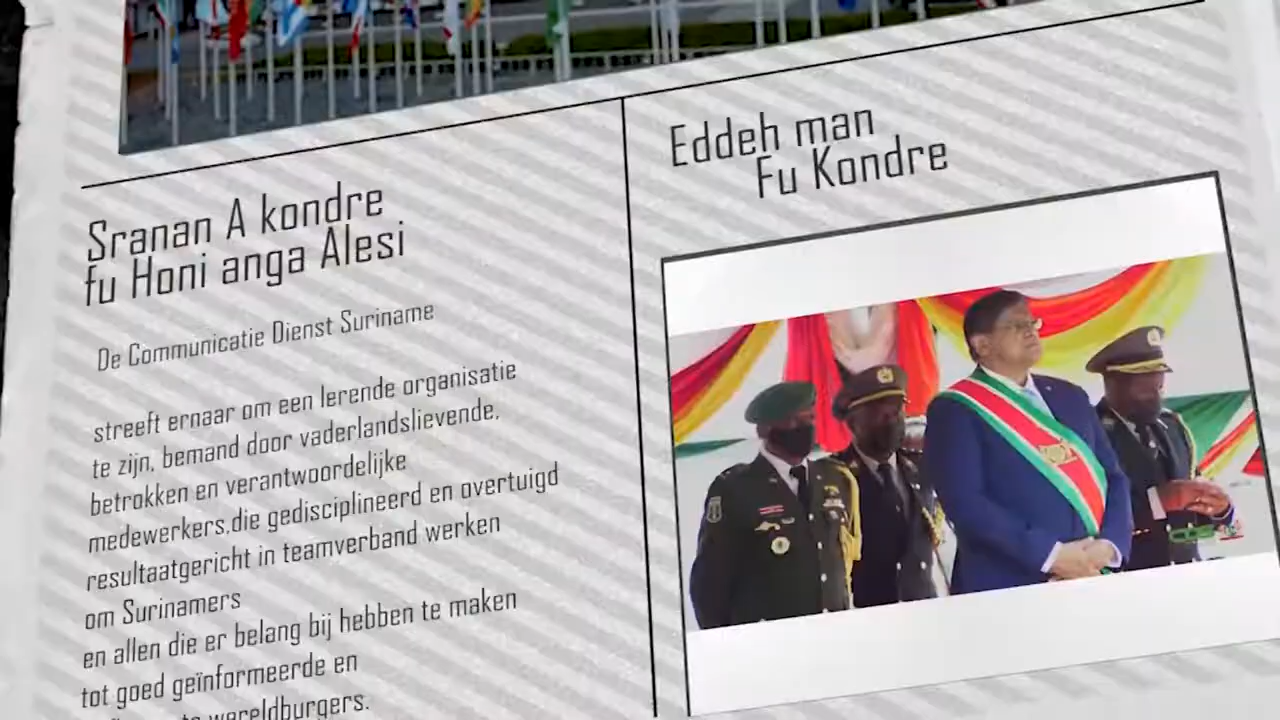 Sranan A kondre
fu Honi anga Alesi
De Communicatie Dienst Suriname
streeft ernaar om een lerende organisatie
te zijn, bemand door vaderlandslievende,
betrokken en verantwoordelijke
medewerkers,die gedisciplineerd en overtuigd
resultaatgericht in teamverband werken
om Surinamers
en allen die er belang bij hebben te maken
tot goed geïnformeerde en
wereldburgers.
Eddeh man
Fu Kondre